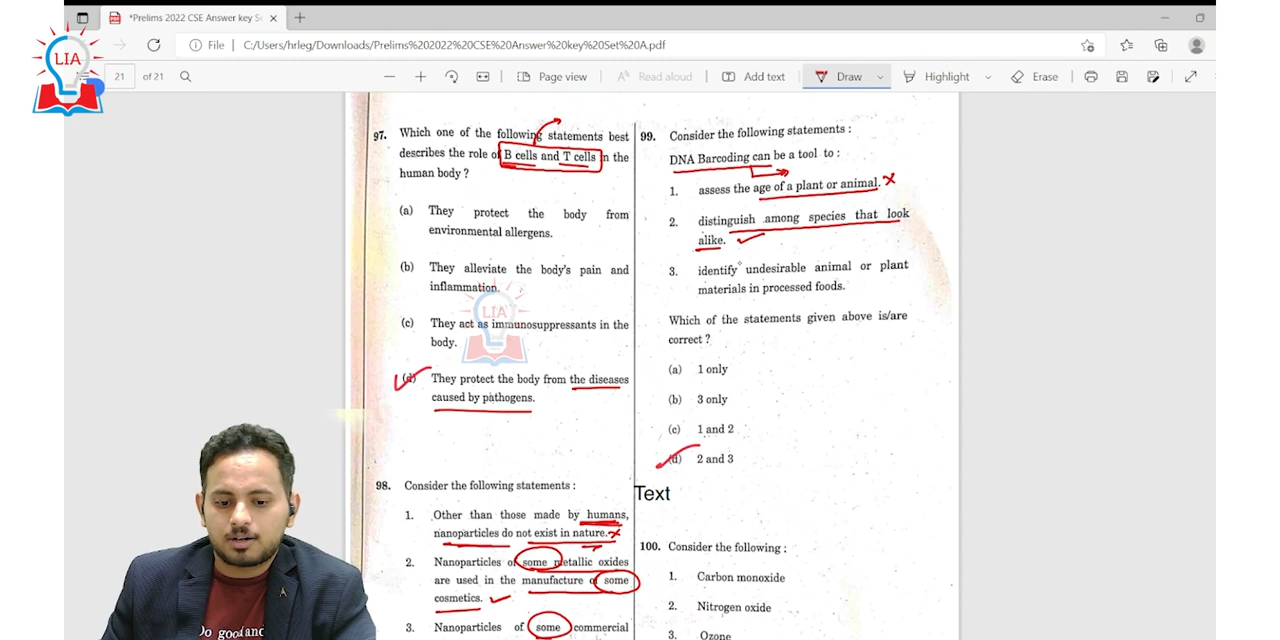 *Prelims 2022 CSE Answer key Se
LIA
File
C:/Users/hrleg/Downloads/Prelims%202022%20CSE%20Answer%20key%20Set%20A.pdf
21
of 21
Page view
Read aloud
Add text
Draw
Highlight
Erase
97. Which one of the following statements best
describes the role of B cells and T cells in the
human body ?
(a) They protect the body from
environmental allergens.
(b) They alleviate the body's pain and
inflammation.
LIA
(c) They act as immunosuppressants in the
body.
(d) They protect the body from the diseases
caused by pathogens.
98. Consider the following statements :
1. Other than those made by humans,
nanoparticles do not exist in nature.
2. Nanoparticles of some metallic oxides
are used in the manufacture of some
cosmetics.
3. Nanoparticles of some commercial
99. Consider the following statements :
DNA Barcoding can be a tool to :
1. assess the age of a plant or animal.
2. distinguish among species that look
alike.
3. identify undesirable animal or plant
materials in processed foods.
Which of the statements given above is/are
correct ?
(a) 1 only
(b) 3 only
(c) 1 and 2
(d) 2 and 3
Text
100. Consider the following :
1. Carbon monoxide
2. Nitrogen oxide
3. Ozone
Do good and